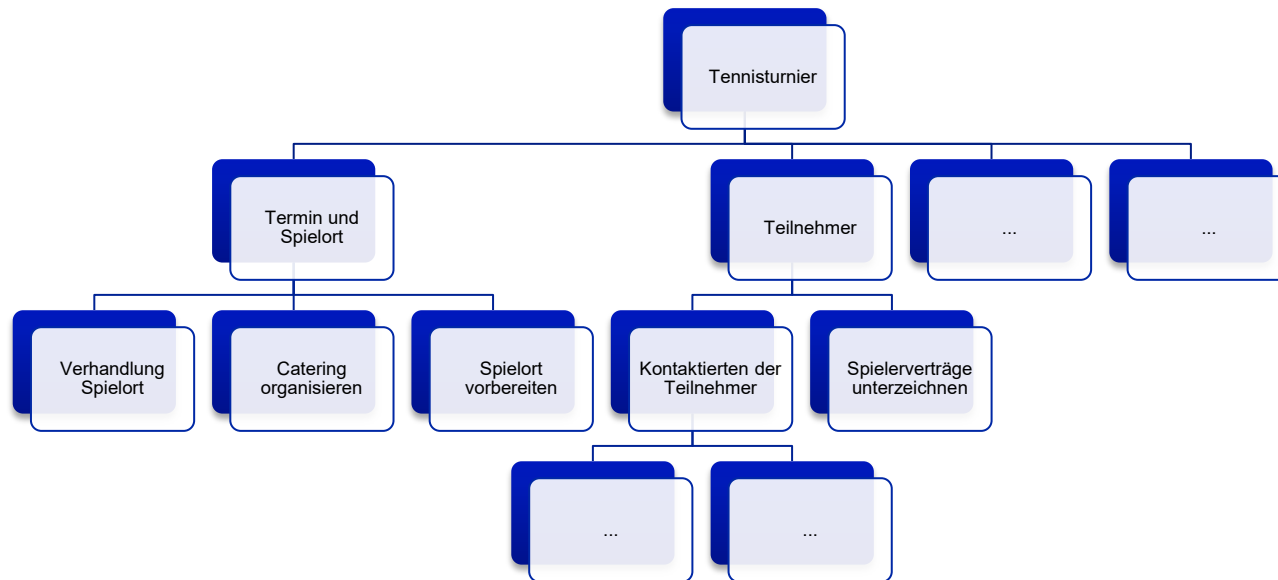 Tennisturnier
Termin und
Spielort
Teilnehmer
...
...
Verhandlung
Spielort
Catering
organisieren
Spielort
vorbereiten
Kontaktierten der
Teilnehmer
Spielerverträge
unterzeichnen
...
...